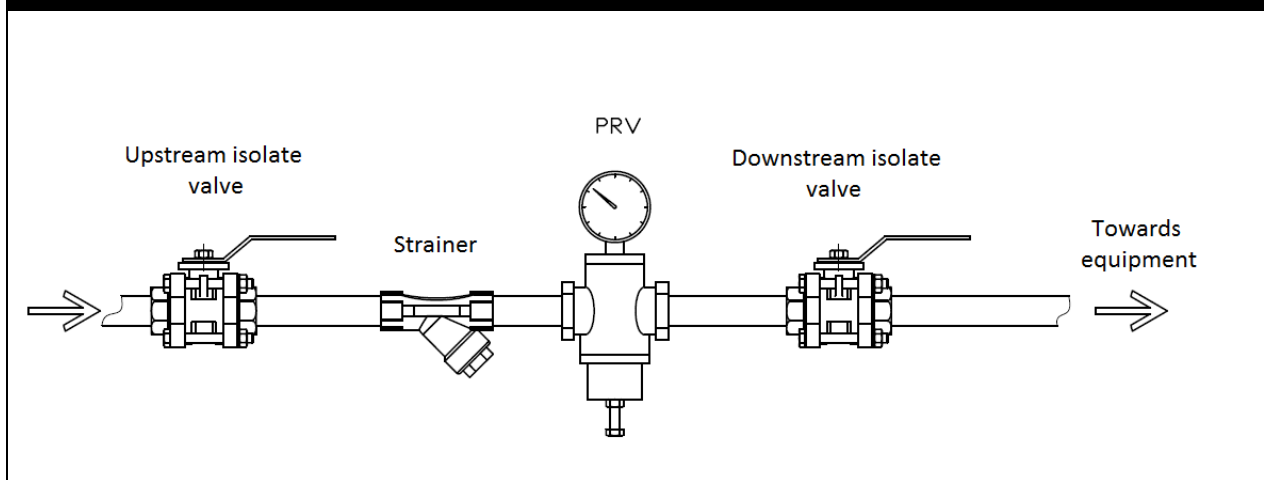 PRV
Upstream isolate
valve
Strainer
Downstream isolate
valve
Towards
equipment